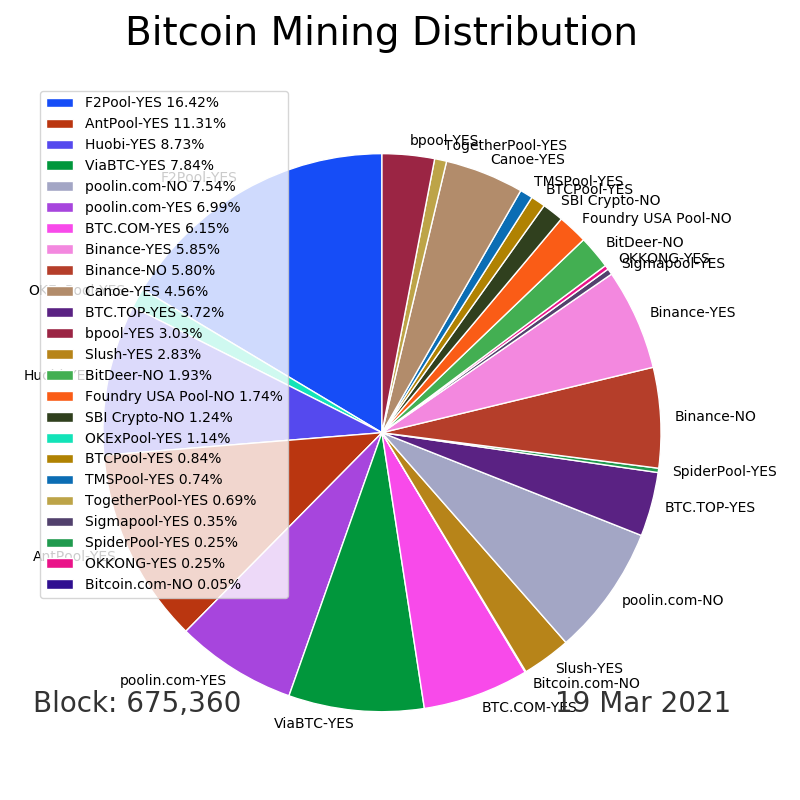 Bitcoin Mining Distribution
F2Pool-YES 16.42%
AntPool-YES 11.31%
Huobi-YES 8.73%
ViaBTC-YES 7.84%
poolin.com-NO 7.54%
poolin.com-YES 6.99%
BTC.COM-YES 6.15%
Binance-YES 5.85%
Binance-NO 5.80%
Canoe-YES 4.56%
BTC.TOP-YES 3.72%
bpool-YES 3.03%
Slush-YES 2.83%
BitDeer-NO 1.93%
Foundry USA Pool-NO 1.74%
SBI Crypto-NO 1.24%
OKExPool-YES 1.14%
BTCPool-YES 0.84%
TMSPool-YES 0.74%
TogetherPool-YES 0.69%
Sigmapool-YES 0.35%
SpiderPool-YES 0.25%
OKKONG-YES 0.25%
Bitcoin.com-NO 0.05%
bpool-YES
TogetherPool-YES
Canoe-YES
TMSPool-YES
BTCPool-YES
SBI Crypto-NO
Foundry USA Pool-NO
BitDeer-NO
OKKONG-YES
Sigmapool-YES
Binance-YES
Binance-NO
SpiderPool-YES
BTC.TOP-YES
poolin.com-NO
Slush-YES
Bitcoin.com-NO
BTC.COM-YES
ViaBTC-YES
poolin.com-YES
AntPool-YES
F2Pool-YES
Block: 675,360
19 Mar 2021